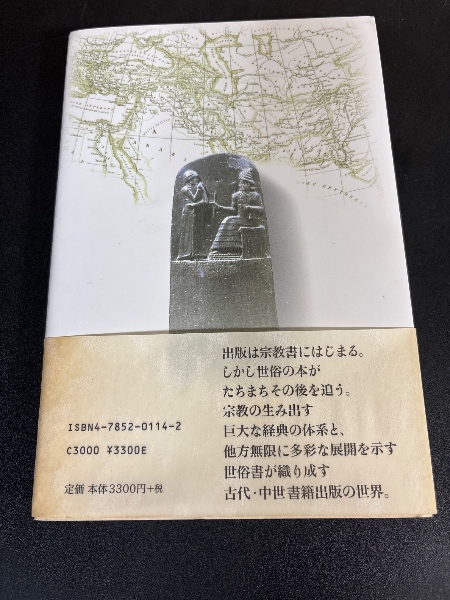 出版は宗教書にはじまる。
しかし世俗の本が
たちまちその後を追う。
宗教の生み出す
巨大な経典の体系と、
他方無限に多彩な展開を示す
世俗書が織り成す
古代・中世書籍出版の世界。
ISBN4-7852-0114-2
C3000 ¥3300E
定価 本体3300円+税